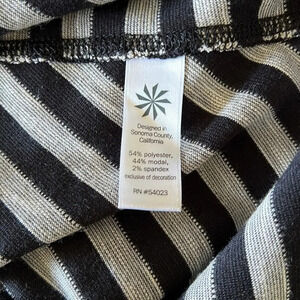 Designed in
Sonoma County,
California
54% polyester,
44% modal,
2% spandex
exclusive of decoration
RN #54023